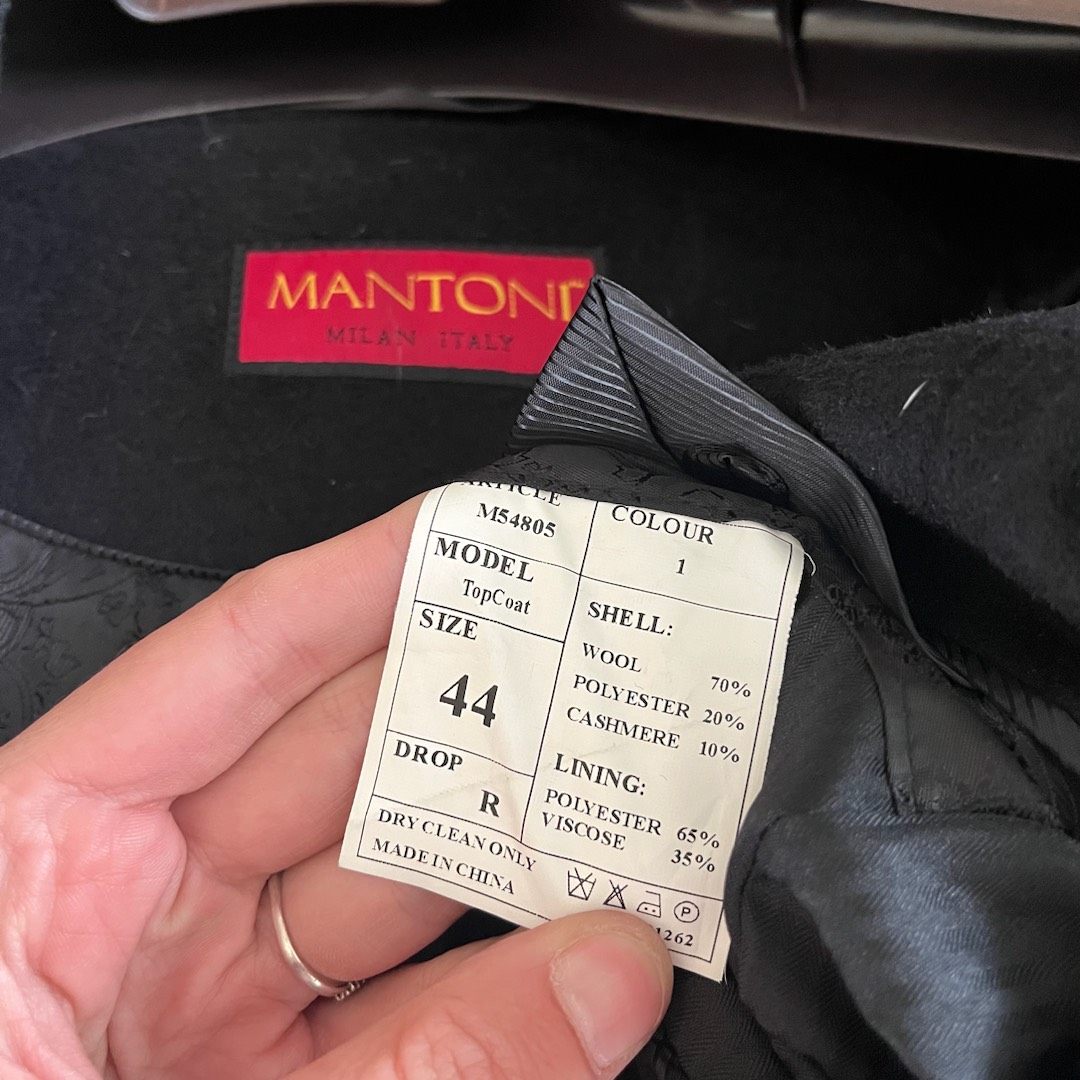 MANTONI
MILAN ITALY
ARTICLE
M54805
COLOUR
1
MODEL
TopCoat
SIZE
44
DROP
R
SHELL:
WOOL 70%
POLYESTER 20%
CASHMERE 10%
LINING:
POLYESTER 65%
VISCOSE 35%
DRY CLEAN ONLY
MADE IN CHINA
P